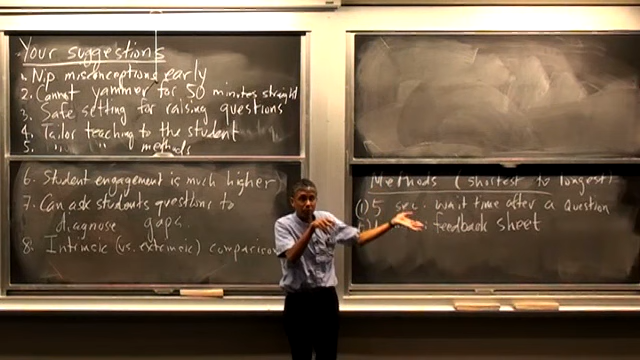 Your suggestions
1. Nip misconceptions early
2. Cannot yammer for 50 minutes straight
3. Safe setting for raising questions
4. Tailor teaching to the student
5. " " methods
6. Student engagement is much higher
7. Can ask students questions to
diagnose gaps.
8. Intrinsic (vs. extrinsic) comparison
Methods (shortest to longest)
(1) 5 sec. wait time after a question
feedback sheet